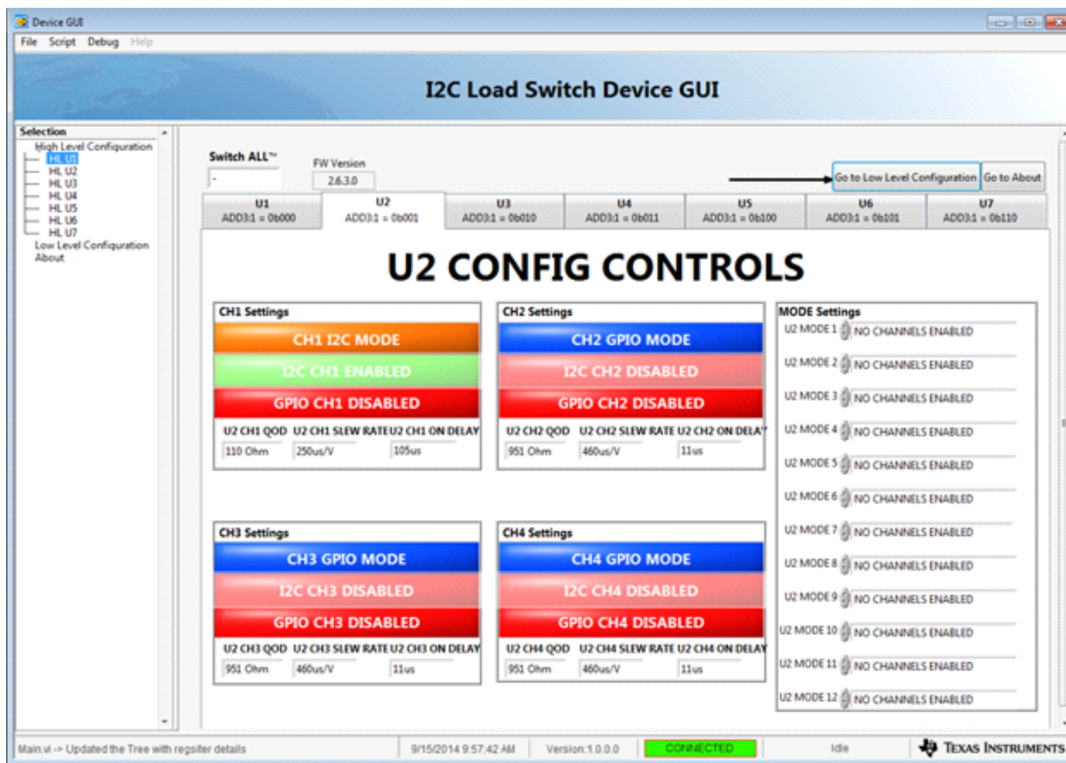 Device GUI
File Script Debug Help
I2C Load Switch Device GUI
Selection
High Level Configuration
HL U1
HL U2
HL U3
HL U4
HL U5
HL U6
HL U7
Low Level Configuration
About
Switch ALL™
-
FW Version
2.6.3.0
Go to Low Level Configuration Go to About
U1 U2 U3 U4 U5 U6 U7
ADD3:1 = 0b000 ADD3:1 = 0b001 ADD3:1 = 0b010 ADD3:1 = 0b011 ADD3:1 = 0b100 ADD3:1 = 0b101 ADD3:1 = 0b110
U2 CONFIG CONTROLS
CH1 Settings
CH1 I2C MODE
I2C CH1 ENABLED
GPIO CH1 DISABLED
U2 CH1 QOD U2 CH1 SLEW RATE U2 CH1 ON DELAY
110 Ohm 250us/V 105us
CH2 Settings
CH2 GPIO MODE
I2C CH2 DISABLED
GPIO CH2 DISABLED
U2 CH2 QOD U2 CH2 SLEW RATE U2 CH2 ON DELAY
951 Ohm 460us/V 11us
CH3 Settings
CH3 GPIO MODE
I2C CH3 DISABLED
GPIO CH3 DISABLED
U2 CH3 QOD U2 CH3 SLEW RATE U2 CH3 ON DELAY
951 Ohm 460us/V 11us
CH4 Settings
CH4 GPIO MODE
I2C CH4 DISABLED
GPIO CH4 DISABLED
U2 CH4 QOD U2 CH4 SLEW RATE U2 CH4 ON DELAY
951 Ohm 460us/V 11us
MODE Settings
U2 MODE 1 NO CHANNELS ENABLED
U2 MODE 2 NO CHANNELS ENABLED
U2 MODE 3 NO CHANNELS ENABLED
U2 MODE 4 NO CHANNELS ENABLED
U2 MODE 5 NO CHANNELS ENABLED
U2 MODE 6 NO CHANNELS ENABLED
U2 MODE 7 NO CHANNELS ENABLED
U2 MODE 8 NO CHANNELS ENABLED
U2 MODE 9 NO CHANNELS ENABLED
U2 MODE 10 NO CHANNELS ENABLED
U2 MODE 11 NO CHANNELS ENABLED
U2 MODE 12 NO CHANNELS ENABLED
Main.vi -> Updated the Tree with regsiter details 9/15/2014 9:57:42 AM Version:1.0.0.0 CONNECTED Idle TEXAS INSTRUMENTS